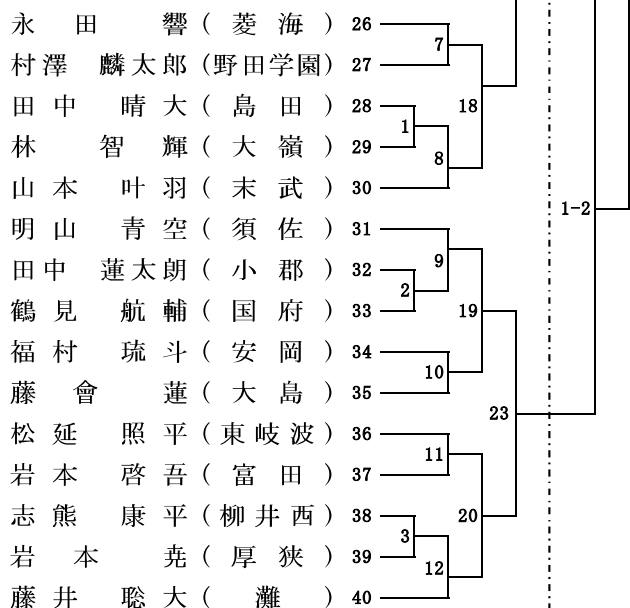 永田 響 (菱海) 26
7
村澤 麟太郎 (野田学園) 27
田中 晴大 (島田) 28
18
1
林 智輝 (大嶺) 29
8
山本 叶羽 (末武) 30
1-2
明山 青空 (須佐) 31
9
田中 蓮太朗 (小郡) 32
2
鶴見 航輔 (国府) 33
19
福村 琉斗 (安岡) 34
10
藤會 蓮 (大島) 35
23
松延 照平 (東岐波) 36
11
岩本 啓吾 (富田) 37
志熊 康平 (柳井西) 38
20
3
岩本 尭 (厚狭) 39
12
藤井 聡大 (灘) 40